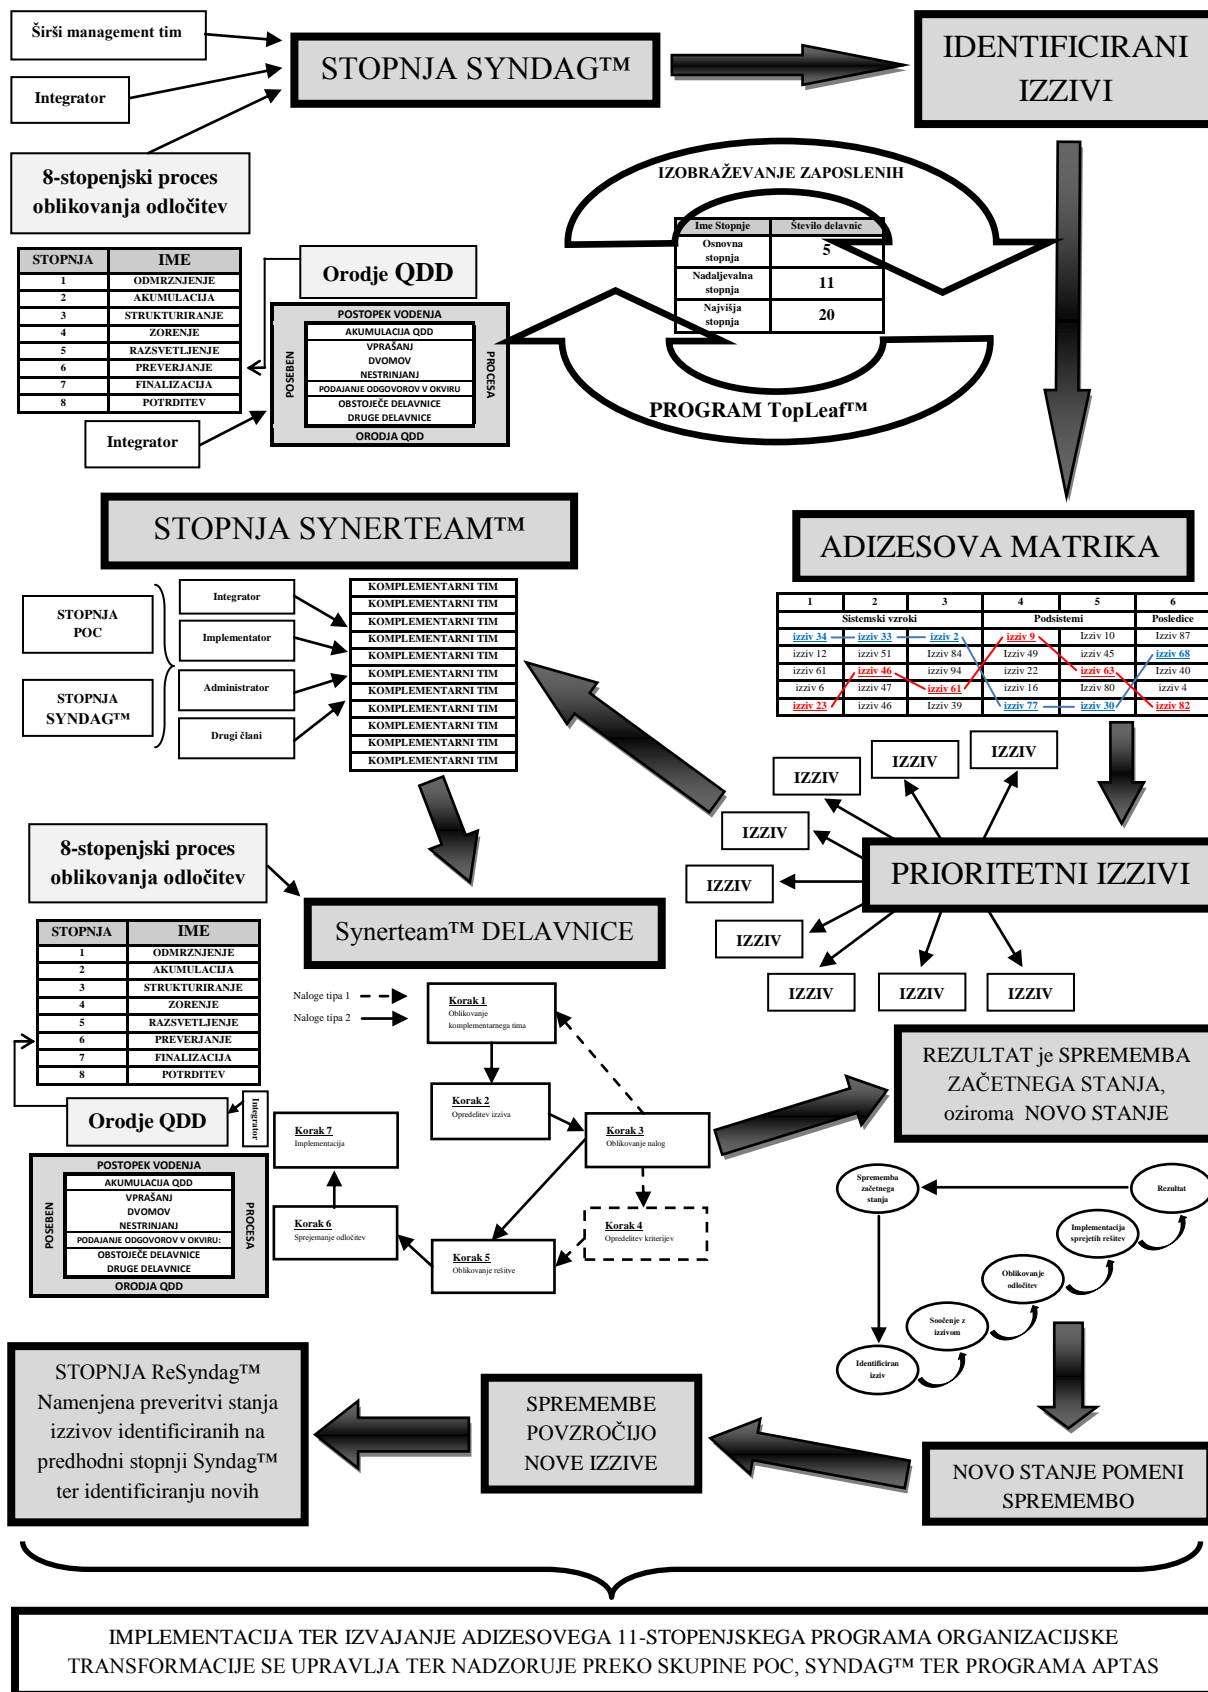 Širši management tim
Integrator
8-stopenjski proces
oblikovanja odločitev
STOPNJA SYNDAG™
IDENTIFICIRANI
IZZIVI
IZOBRAŽEVANJE ZAPOSLENIH
Ime Stopnje Število delavnic
Osnovna
stopnja 5
Nadaljevalna
stopnja 11
Najvišja
stopnja 20
PROGRAM TopLeaf™
STOPNJA IME
1 ODMRZNJENJE
2 AKUMULACIJA
3 STRUKTURIRANJE
4 ZORENJE
5 RAZSVETLJENJE
6 PREVERJANJE
7 FINALIZACIJA
8 POTRDITEV
Orodje QDD
POSTOPEK VODENJA
POSEBEN
AKUMULACIJA QDD
VPRAŠANJ
DVOMOV
NESTRINJANJ
PODAJANJE ODGOVOROV V OKVIRU
OBSTOJEČE DELAVNICE
DRUGE DELAVNICE
PROCESA
ORODJA QDD
Integrator
STOPNJA SYNERTEAM™
ADIZESOVA MATRIKA
STOPNJA
POC
STOPNJA
SYNDAG™
Integrator
Implementator
Administrator
Drugi člani
KOMPLEMENTARNI TIM
KOMPLEMENTARNI TIM
KOMPLEMENTARNI TIM
KOMPLEMENTARNI TIM
KOMPLEMENTARNI TIM
KOMPLEMENTARNI TIM
KOMPLEMENTARNI TIM
KOMPLEMENTARNI TIM
KOMPLEMENTARNI TIM
KOMPLEMENTARNI TIM
KOMPLEMENTARNI TIM
1 2 3 4 5 6
Sistemski vzroki Podsistemi Posledice
izziv 34 izziv 33 izziv 2 izziv 9 Izziv 10 Izziv 87
izziv 12 izziv 51 Izziv 84 Izziv 49 izziv 45 izziv 68
izziv 61 izziv 46 izziv 94 izziv 22 izziv 63 Izziv 40
izziv 6 izziv 47 izziv 61 izziv 16 Izziv 80 izziv 4
izziv 23 izziv 46 Izziv 39 izziv 77 izziv 30 izziv 82
IZZIV
IZZIV
IZZIV
IZZIV
IZZIV
IZZIV
IZZIV
IZZIV
IZZIV
PRIORITETNI IZZIVI
8-stopenjski proces
oblikovanja odločitev
Synerteam™ DELAVNICE
STOPNJA IME
1 ODMRZNJENJE
2 AKUMULACIJA
3 STRUKTURIRANJE
4 ZORENJE
5 RAZSVETLJENJE
6 PREVERJANJE
7 FINALIZACIJA
8 POTRDITEV
Orodje QDD
Integrator
POSTOPEK VODENJA
POSEBEN
AKUMULACIJA QDD
VPRAŠANJ
DVOMOV
NESTRINJANJ
PODAJANJE ODGOVOROV V OKVIRU:
OBSTOJEČE DELAVNICE
DRUGE DELAVNICE
PROCESA
ORODJA QDD
Naloge tipa 1
Naloge tipa 2
Korak 1
Oblikovanje
komplementarnega tima
Korak 2
Opredelitev izziva
Korak 3
Oblikovanje nalog
Korak 4
Opredelitev kriterijev
Korak 5
Oblikovanje rešitve
Korak 6
Sprejemanje odločitev
Korak 7
Implementacija
REZULTAT je SPREMEMBA
ZAČETNEGA STANJA,
oziroma NOVO STANJE
Sprememba
začetnega
stanja
Rezultat
Implementacija
sprejetih rešitev
Oblikovanje
odločitev
Soočenje z
izzivom
Identificiran
izziv
STOPNJA ReSyndag™
Namenjena preveritvi stanja
izzivov identificiranih na
predhodni stopnji Syndag™
ter identificiranju novih
SPREMEMBE
POVZROČIJO
NOVE IZZIVE
NOVO STANJE POMENI
SPREMEMBO
IMPLEMENTACIJA TER IZVAJANJE ADIZESOVEGA 11-STOPENJSKEGA PROGRAMA ORGANIZACIJSKE
TRANSFORMACIJE SE UPRAVLJA TER NADZORUJE PREKO SKUPINE POC, SYNDAG™ TER PROGRAMA APTAS